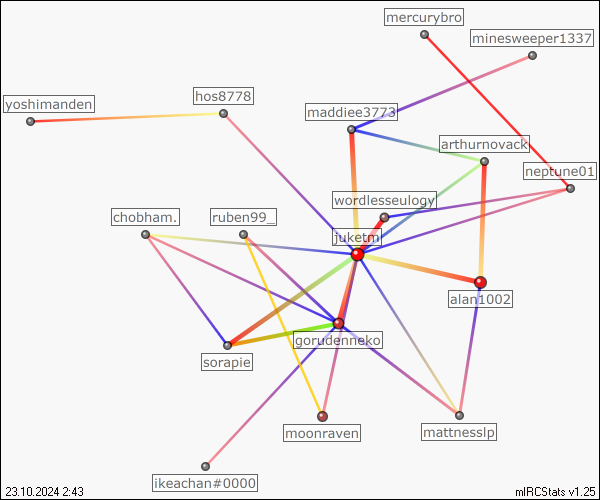 mercurybro
minesweeper1337
hos8778
yoshimanden
maddiee3773
arthurnovack
neptune01
wordlesseulogy
chobham.
ruben99_
juketm
alan1002
gorudenneko
sorapie
moonraven
mattnesslp
ikeachan#0000
23.10.2024 2:43
mIRCStats v1.25